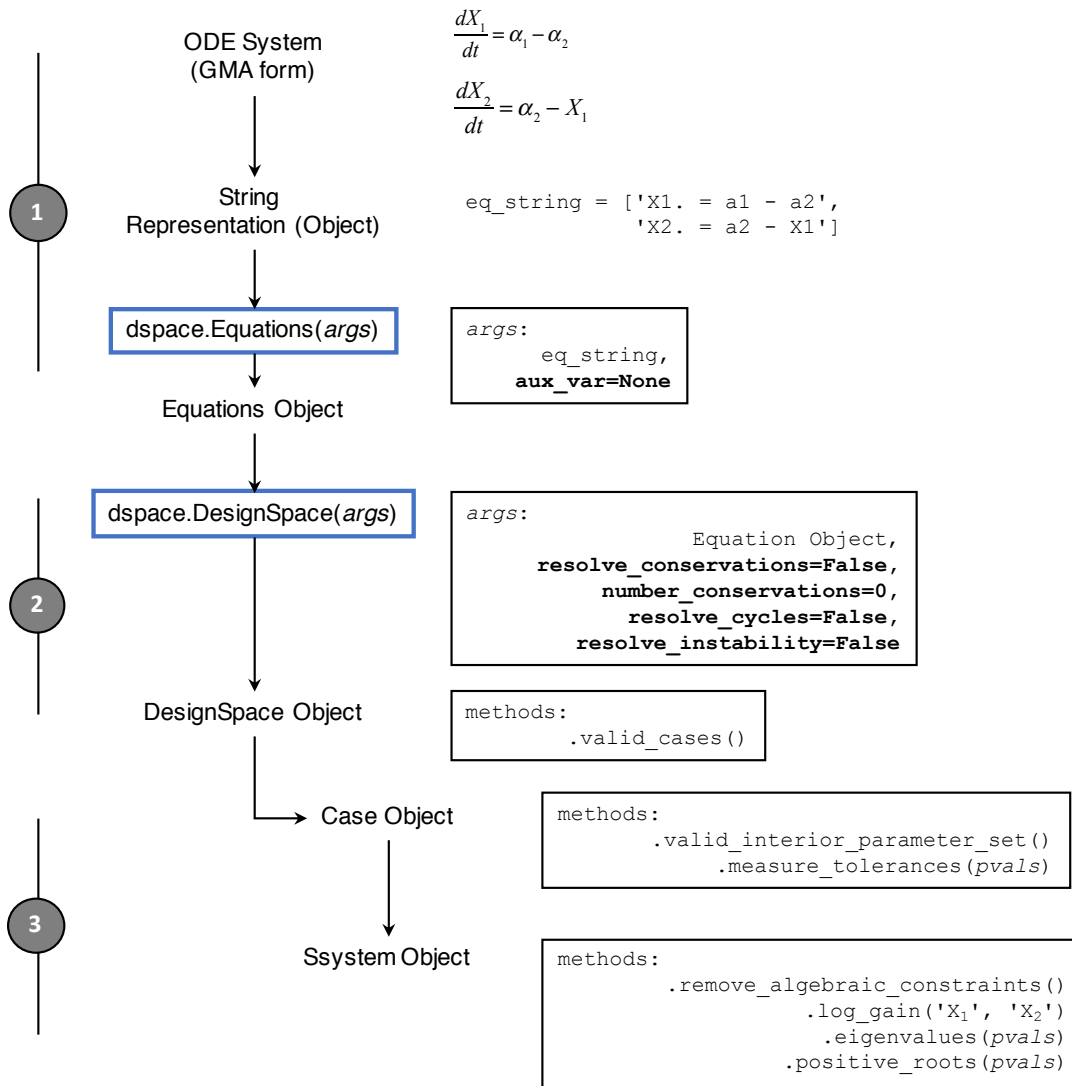 ODE System
(GMA form)
dX₁/dt = α₁ − α₂
dX₂/dt = α₂ − X₁
1
String
Representation (Object)
eq_string = ['X1. = a1 - a2',
'X2. = a2 - X1']
dspace.Equations(args)
args:
eq_string,
aux_var=None
Equations Object
2
dspace.DesignSpace(args)
args:
Equation Object,
resolve_conservations=False,
number_conservations=0,
resolve_cycles=False,
resolve_instability=False
DesignSpace Object
methods:
.valid_cases()
3
Case Object
methods:
.valid_interior_parameter_set()
.measure_tolerances(pvals)
Ssystem Object
methods:
.remove_algebraic_constraints()
.log_gain('X₁', 'X₂')
.eigenvalues(pvals)
.positive_roots(pvals)